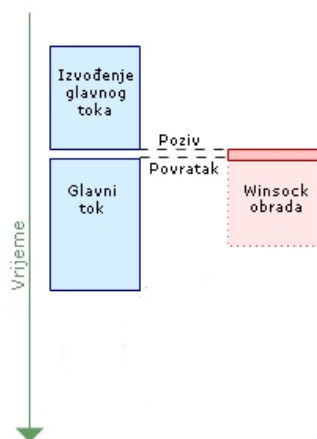 Izvođenje
glavnog
toka
Poziv
Povratak
Glavni
tok
Winsock
obrada
Vrijeme